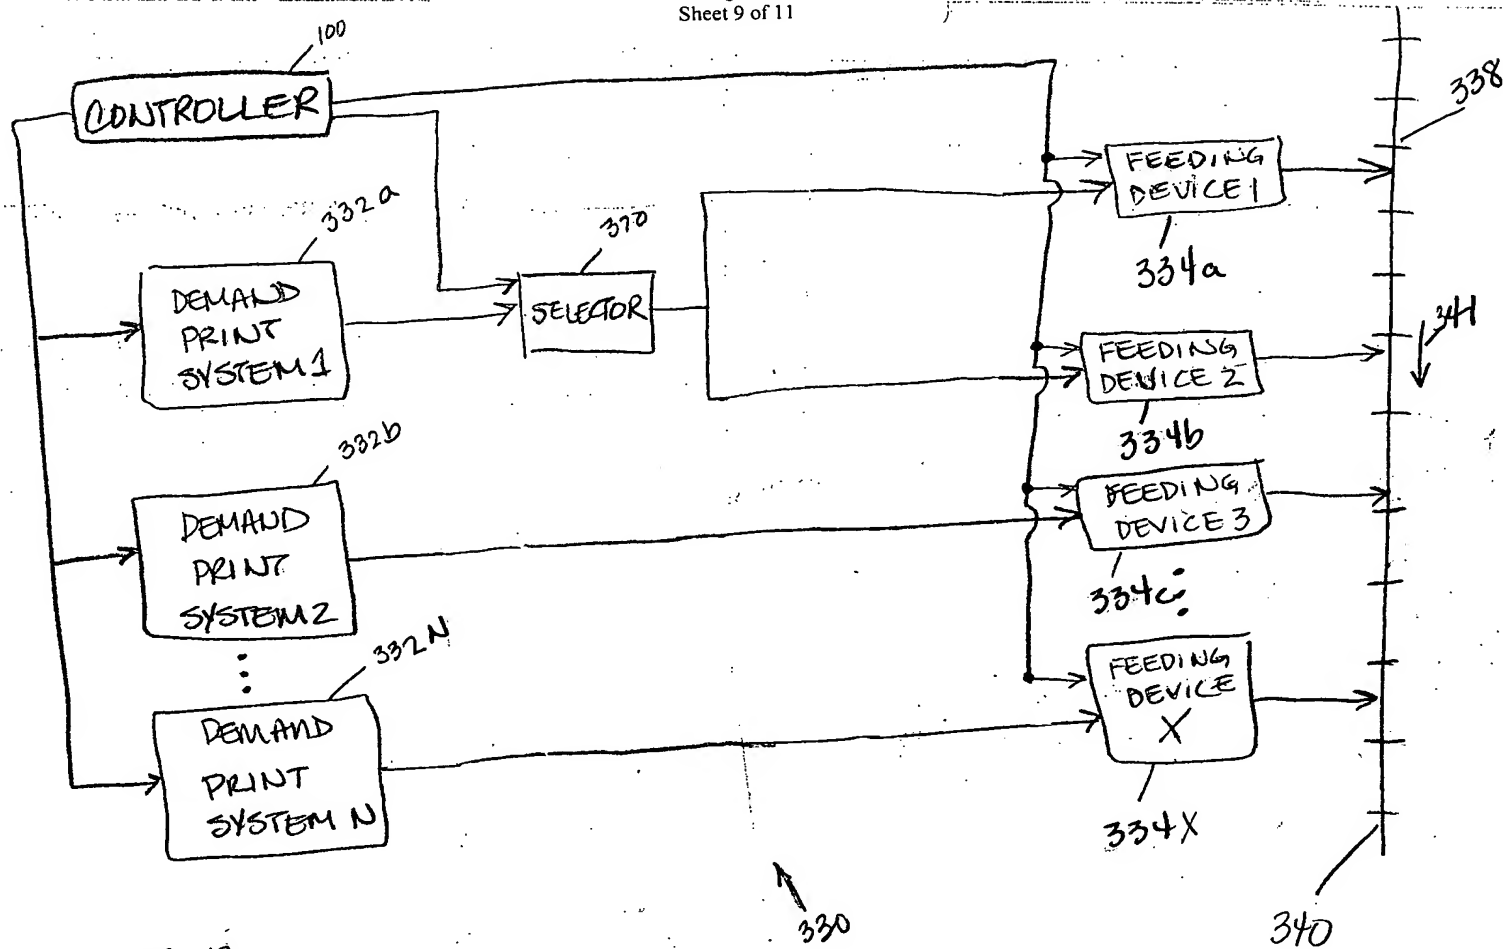 Sheet 9 of 11
100
CONTROLLER
338
FEEDING
DEVICE 1
334a
332a
370
DEMAND
PRINT
SYSTEM 1
SELECTOR
341
FEEDING
DEVICE 2
334b
332b
DEMAND
PRINT
SYSTEM 2
FEEDING
DEVICE 3
334c
332N
DEMAND
PRINT
SYSTEM N
FEEDING
DEVICE
X
334X
330
340